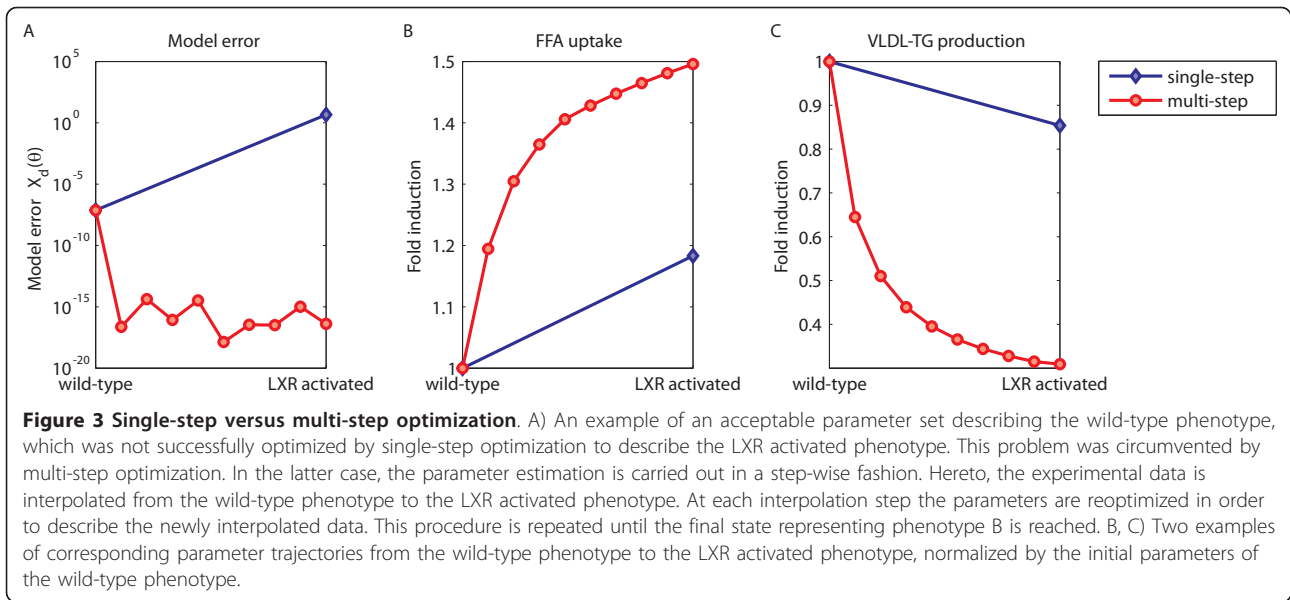 A
Model error
10^5
10^0
10^-5
10^-10
10^-15
10^-20
Model error X_d(θ)
wild-type
LXR activated
B
FFA uptake
1.5
1.4
1.3
1.2
1.1
1
Fold induction
wild-type
LXR activated
C
VLDL-TG production
1
0.9
0.8
0.7
0.6
0.5
0.4
Fold induction
wild-type
LXR activated
single-step
multi-step
Figure 3 Single-step versus multi-step optimization. A) An example of an acceptable parameter set describing the wild-type phenotype,
which was not successfully optimized by single-step optimization to describe the LXR activated phenotype. This problem was circumvented by
multi-step optimization. In the latter case, the parameter estimation is carried out in a step-wise fashion. Hereto, the experimental data is
interpolated from the wild-type phenotype to the LXR activated phenotype. At each interpolation step the parameters are reoptimized in order
to describe the newly interpolated data. This procedure is repeated until the final state representing phenotype B is reached. B, C) Two examples
of corresponding parameter trajectories from the wild-type phenotype to the LXR activated phenotype, normalized by the initial parameters of
the wild-type phenotype.